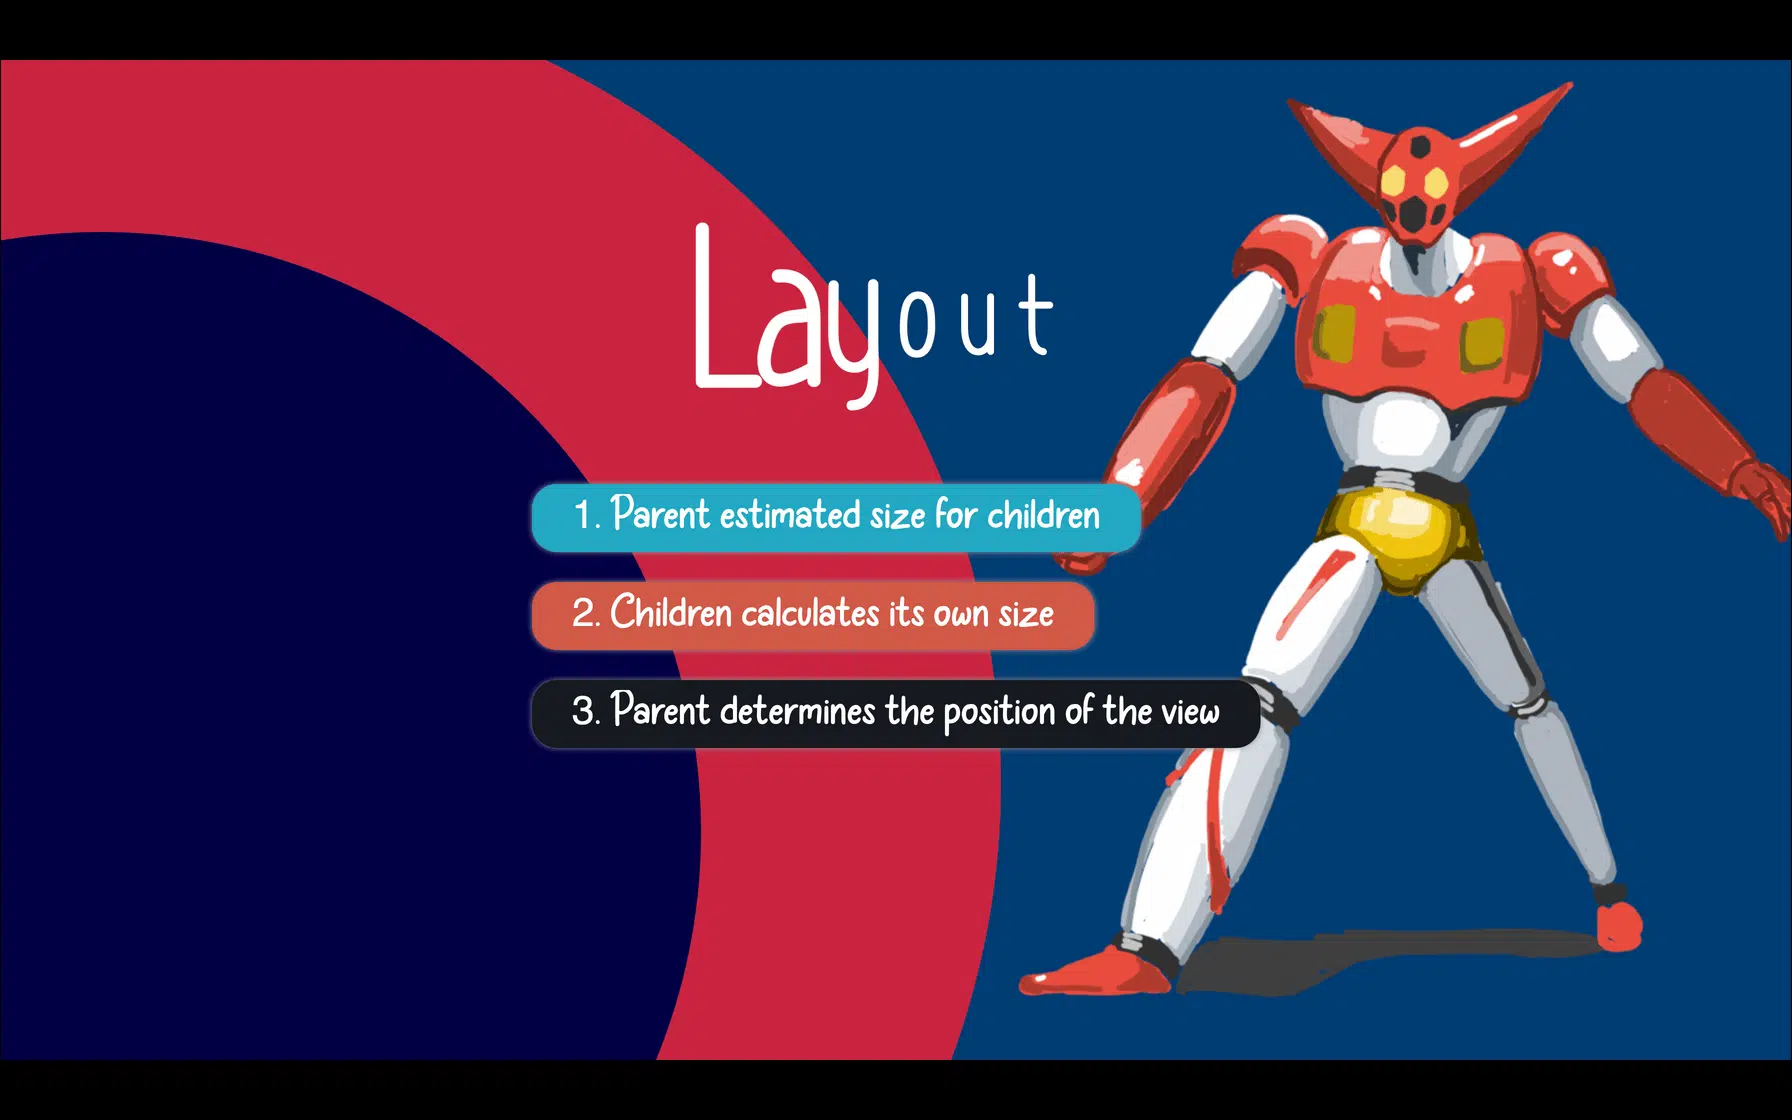 Layout
1. Parent estimated size for children
2. Children calculates its own size
3. Parent determines the position of the view